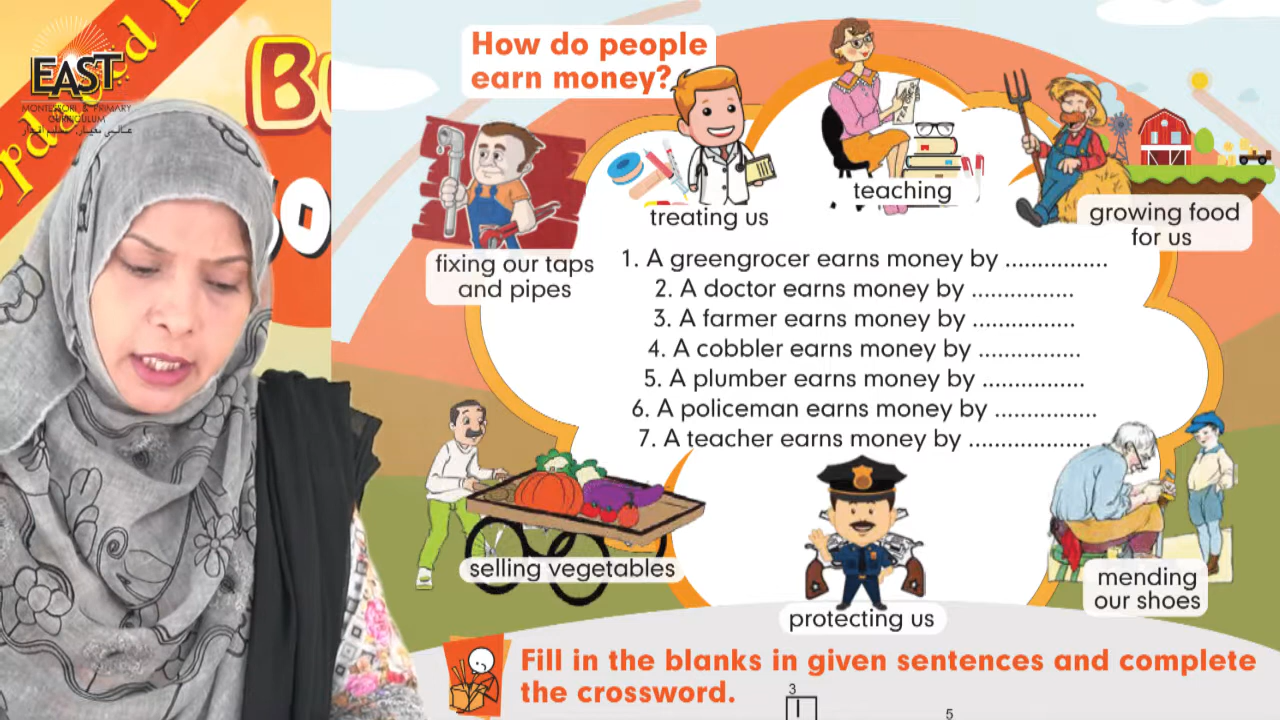 EAST
MONTESSORI & PRIMARY
CURRICULUM
How do people
earn money?
treating us
teaching
growing food
for us
fixing our taps
and pipes
1. A greengrocer earns money by ...............
2. A doctor earns money by ...............
3. A farmer earns money by ...............
4. A cobbler earns money by ...............
5. A plumber earns money by ...............
6. A policeman earns money by ...............
7. A teacher earns money by ..................
selling vegetables
protecting us
mending
our shoes
Fill in the blanks in given sentences and complete
the crossword.
3
5